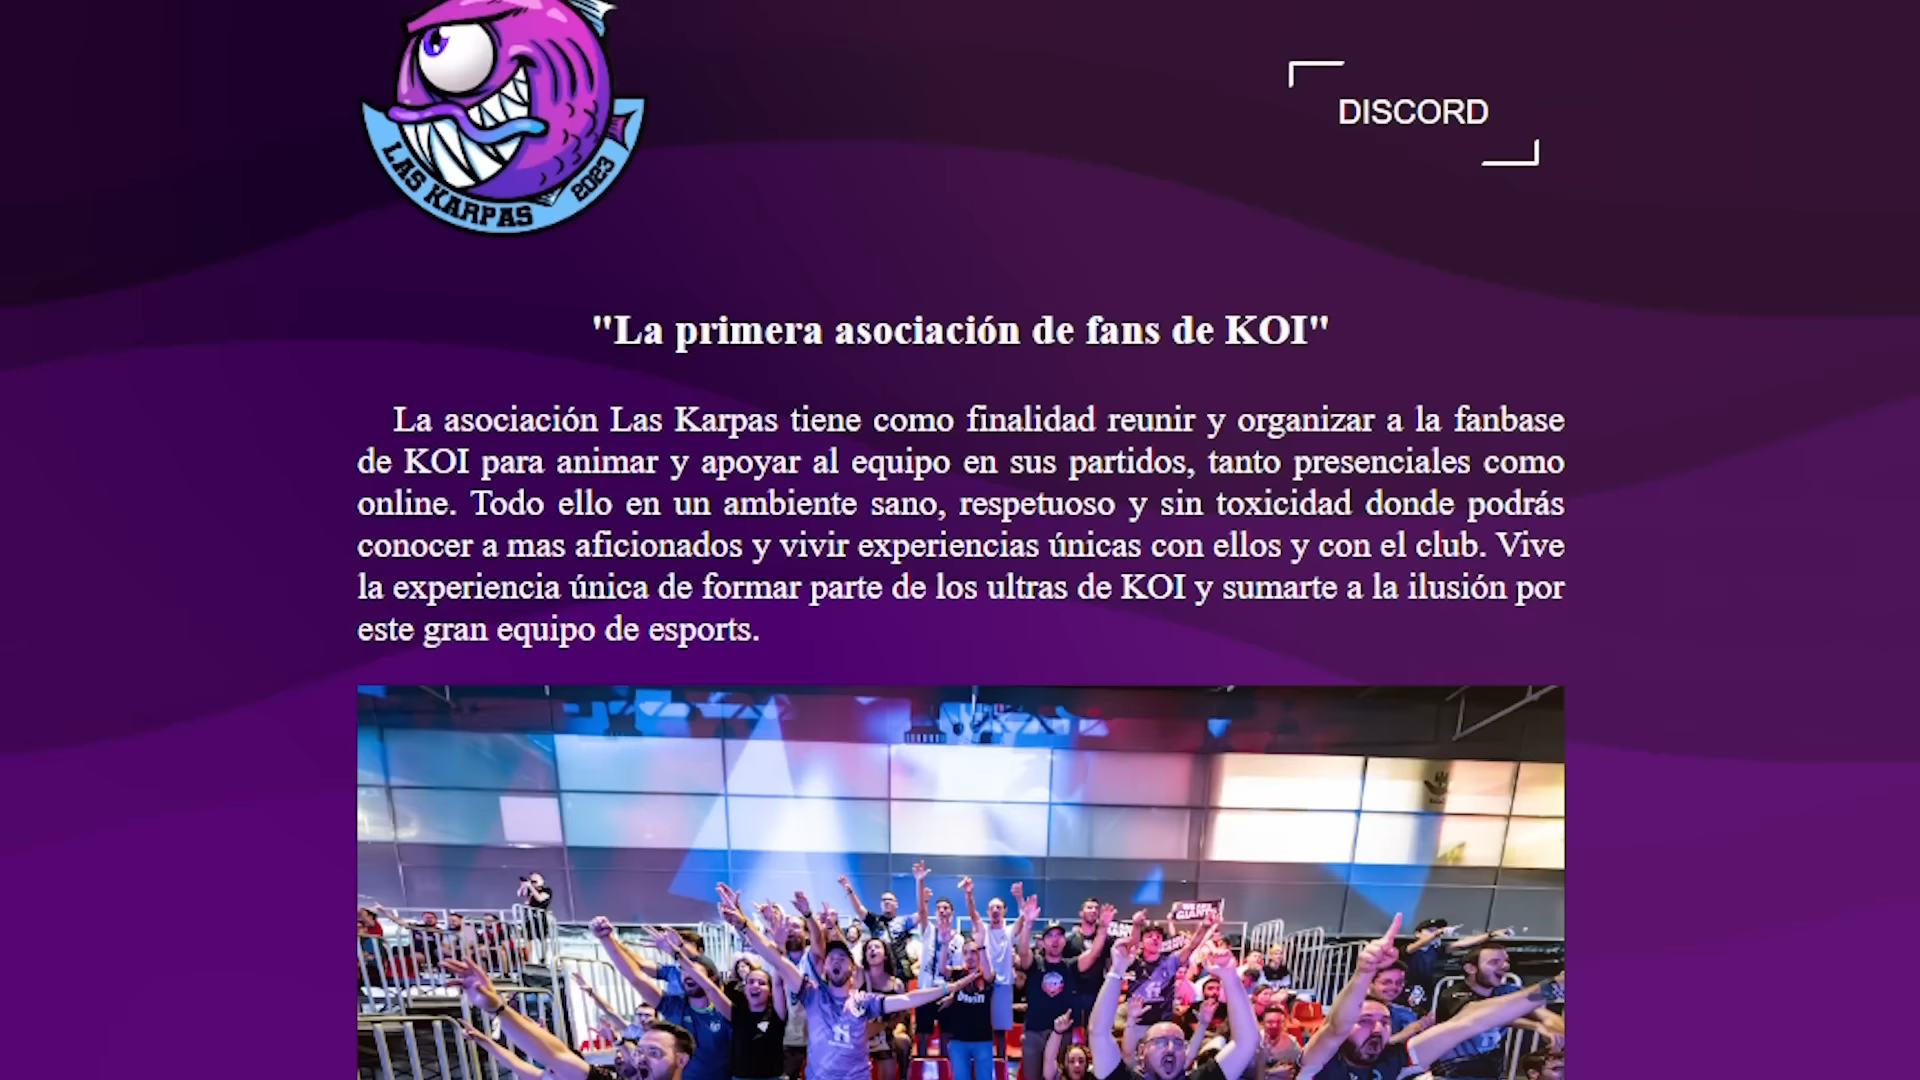 LAS KARPAS 2023
DISCORD
"La primera asociación de fans de KOI"
La asociación Las Karpas tiene como finalidad reunir y organizar a la fanbase
de KOI para animar y apoyar al equipo en sus partidos, tanto presenciales como
online. Todo ello en un ambiente sano, respetuoso y sin toxicidad donde podrás
conocer a mas aficionados y vivir experiencias únicas con ellos y con el club. Vive
la experiencia única de formar parte de los ultras de KOI y sumarte a la ilusión por
este gran equipo de esports.
WE ARE
GIANTS
bwin